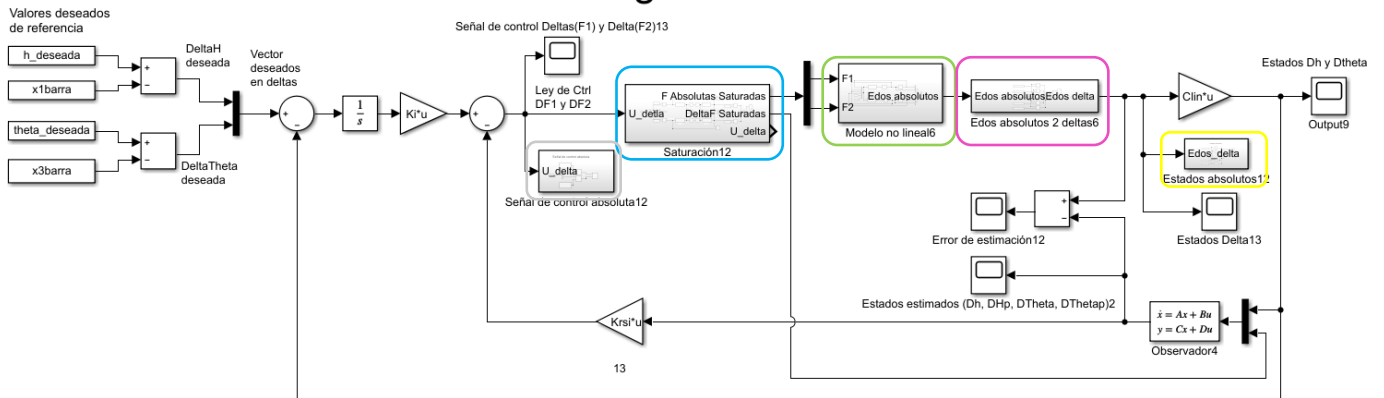 Valores deseados
de referencia
h_deseada
x1barra
DeltaH
deseada
theta_deseada
x3barra
DeltaTheta
deseada
Vector
deseados
en deltas
+
−
1
s
Ki*u
+
−
Señal de control Deltas(F1) y Delta(F2)13
Ley de Ctrl
DF1 y DF2
U_delta
Señal de control absoluta12
U_detla
F Absolutas Saturadas
DeltaF Saturadas
U_delta
Saturación12
F1
F2
Edos absolutos
Modelo no lineal6
Edos absolutos
Edos delta
Edos absolutos 2 deltas6
Clin*u
Estados Dh y Dtheta
Output9
Edos_delta
Estados absolutos12
Estados Delta13
+
−
Error de estimación12
Estados estimados (Dh, DHp, DTheta, DThetap)2
Krsi*u
13
ẋ = Ax + Bu
y = Cx + Du
Observador4